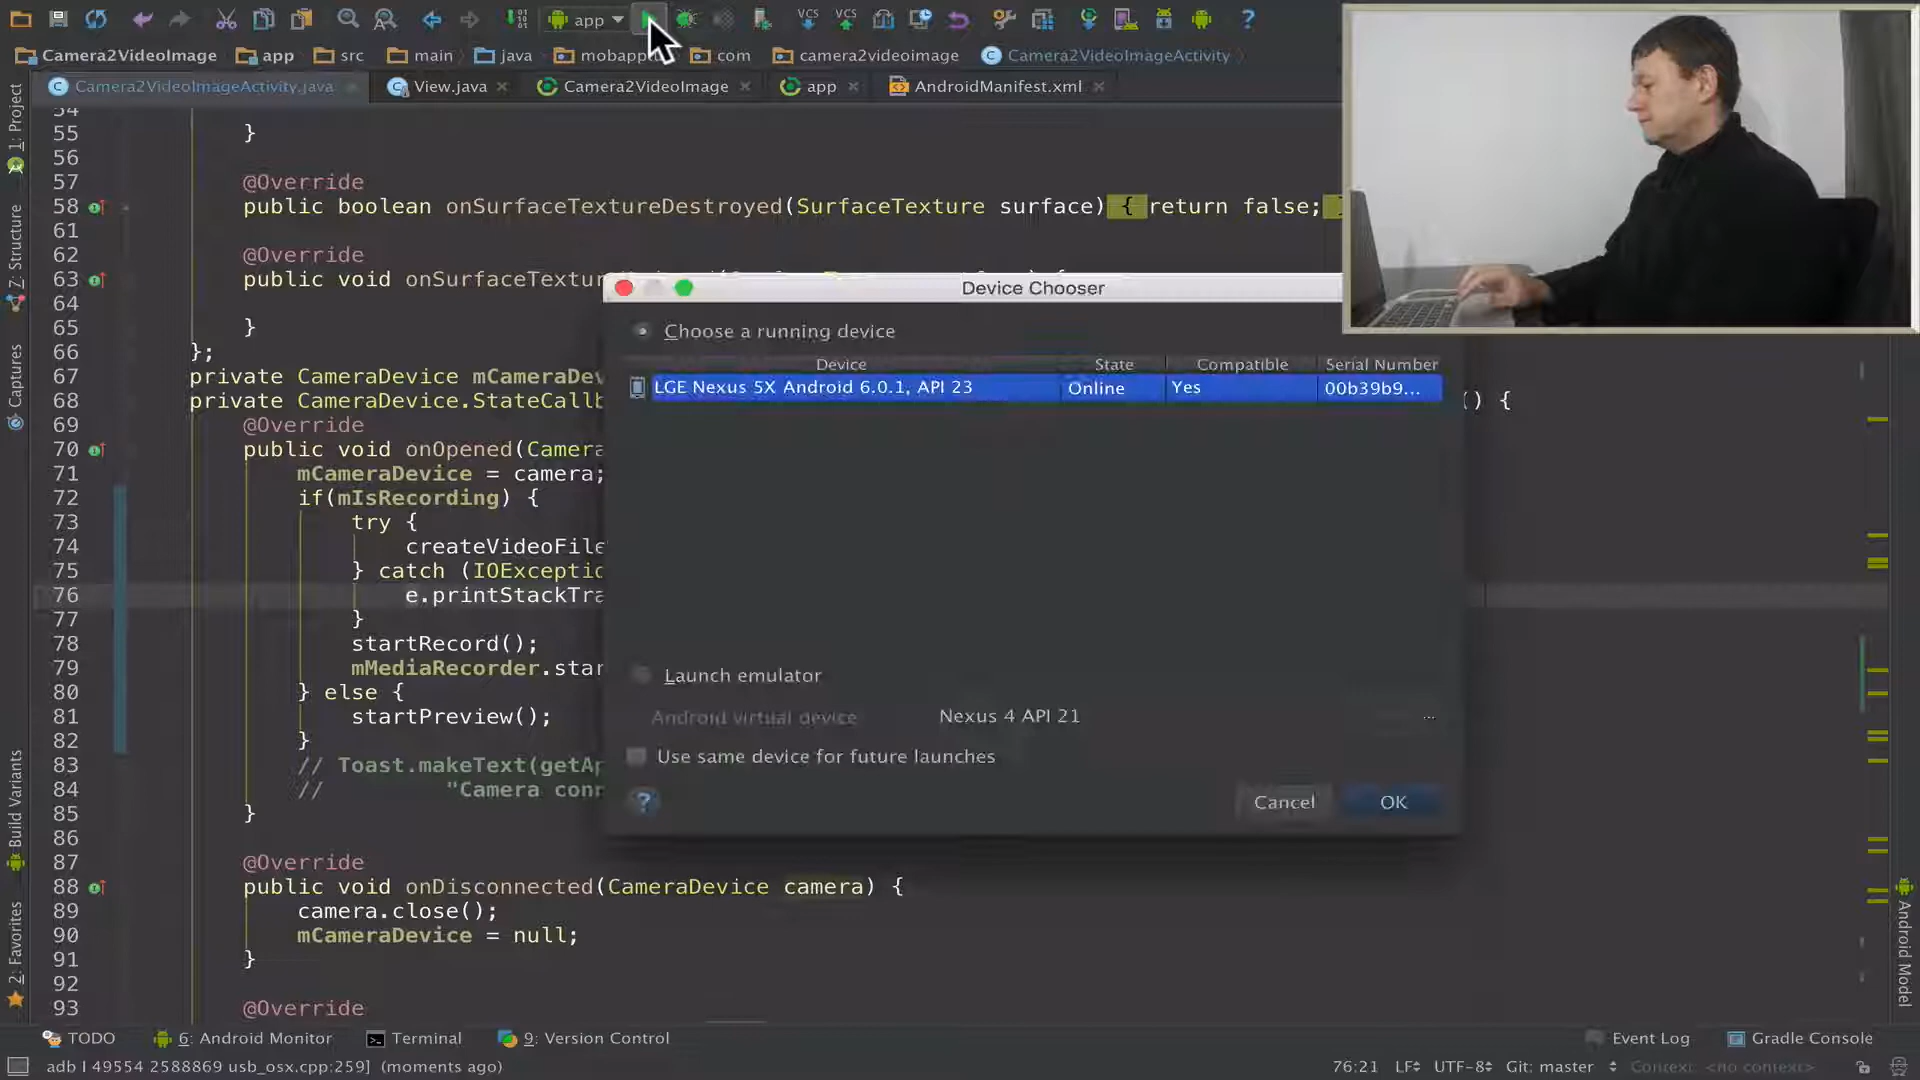 app
Camera2VideoImage app src main java mobapp com camera2videoimage Camera2VideoImageActivity
Camera2VideoImageActivity.java View.java Camera2VideoImage app AndroidManifest.xml
1: Project
7: Structure
Captures
Build Variants
2: Favorites
54
55 }
56
57 @Override
58 public boolean onSurfaceTextureDestroyed(SurfaceTexture surface) { return false;
61
62 @Override
63 public void onSurfaceTextur
64
65 }
66 };
67 private CameraDevice mCameraDev
68 private CameraDevice.StateCallb () {
69 @Override
70 public void onOpened(Camera
71 mCameraDevice = camera;
72 if(mIsRecording) {
73 try {
74 createVideoFile
75 } catch (IOExceptio
76 e.printStackTra
77 }
78 startRecord();
79 mMediaRecorder.star
80 } else {
81 startPreview();
82 }
83 // Toast.makeText(getAp
84 // "Camera conn
85 }
86
87 @Override
88 public void onDisconnected(CameraDevice camera) {
89 camera.close();
90 mCameraDevice = null;
91 }
92
93 @Override
Device Chooser
Choose a running device
Device State Compatible Serial Number
LGE Nexus 5X Android 6.0.1, API 23 Online Yes 00b39b9...
Launch emulator
Android virtual device Nexus 4 API 21 ...
Use same device for future launches
? Cancel OK
Android Model
TODO 6: Android Monitor Terminal 9: Version Control Event Log Gradle Console
adb I 49554 2588869 usb_osx.cpp:259] (moments ago) 76:21 LF UTF-8 Git: master Context: <no context>
VCS VCS